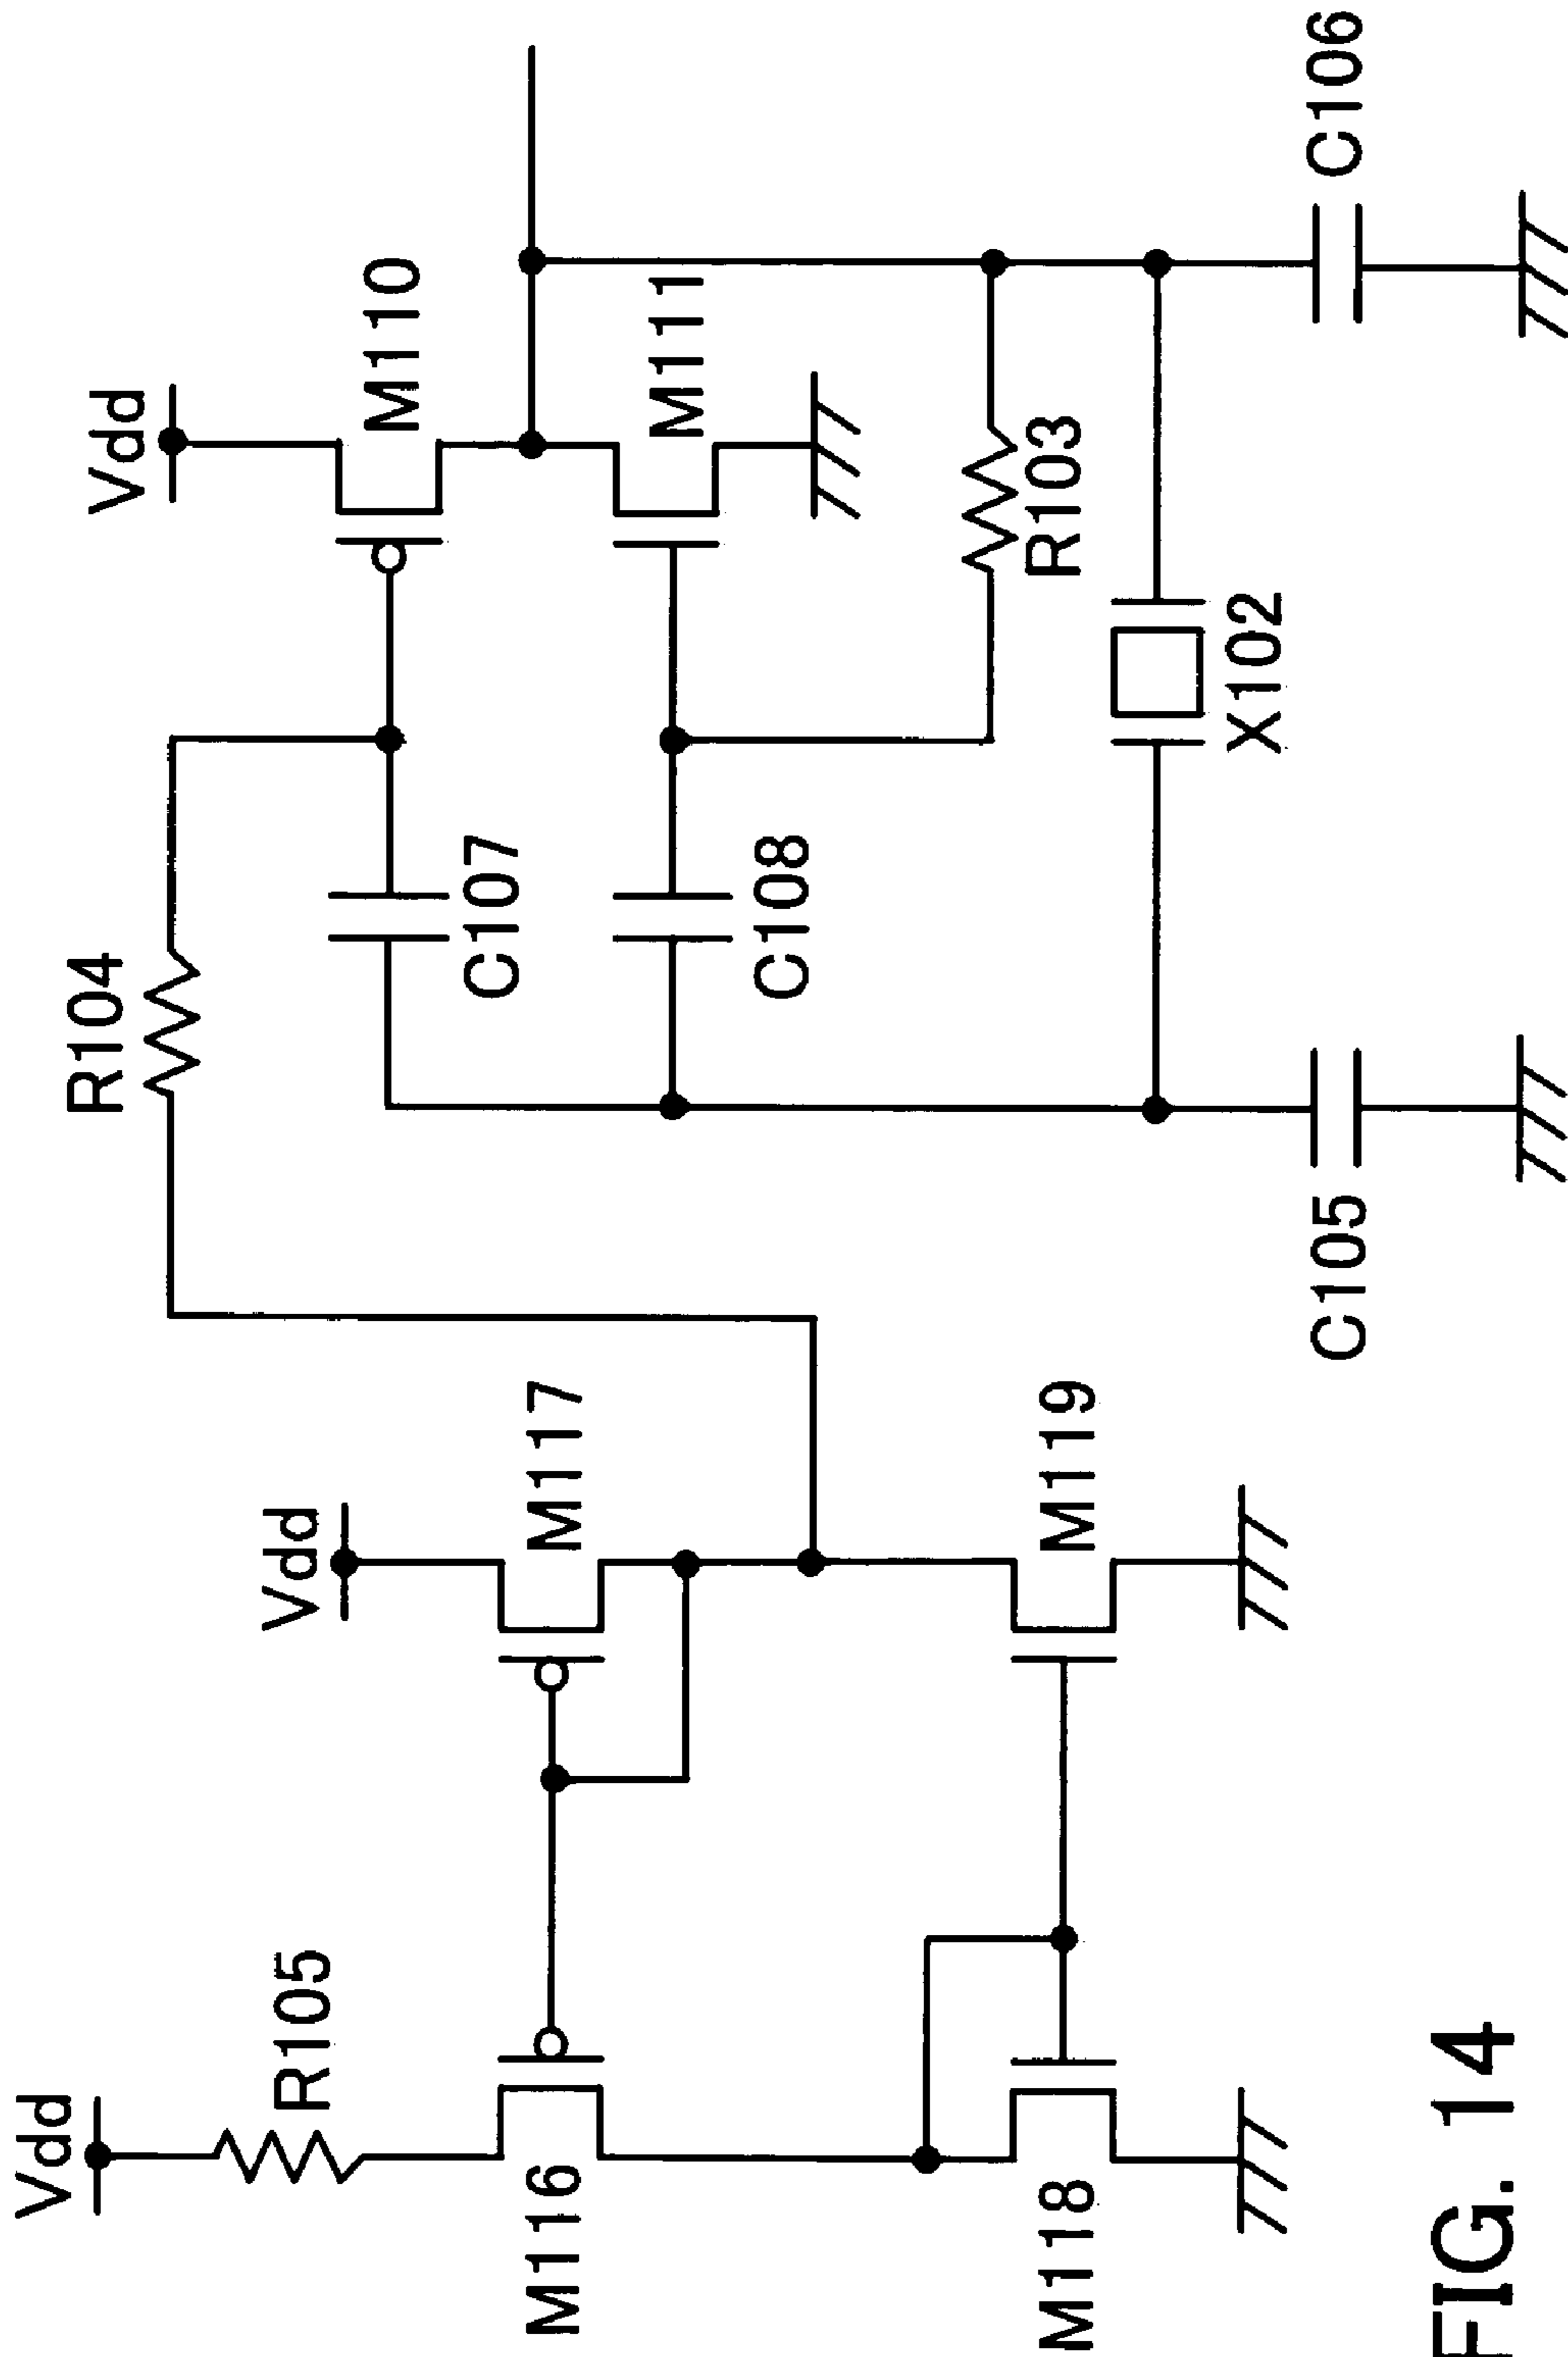 Vdd
R105
M116
M118
Vdd
M117
M119
R104
C107
C108
C105
Vdd
M110
M111
R103
X102
C106
FIG. 14